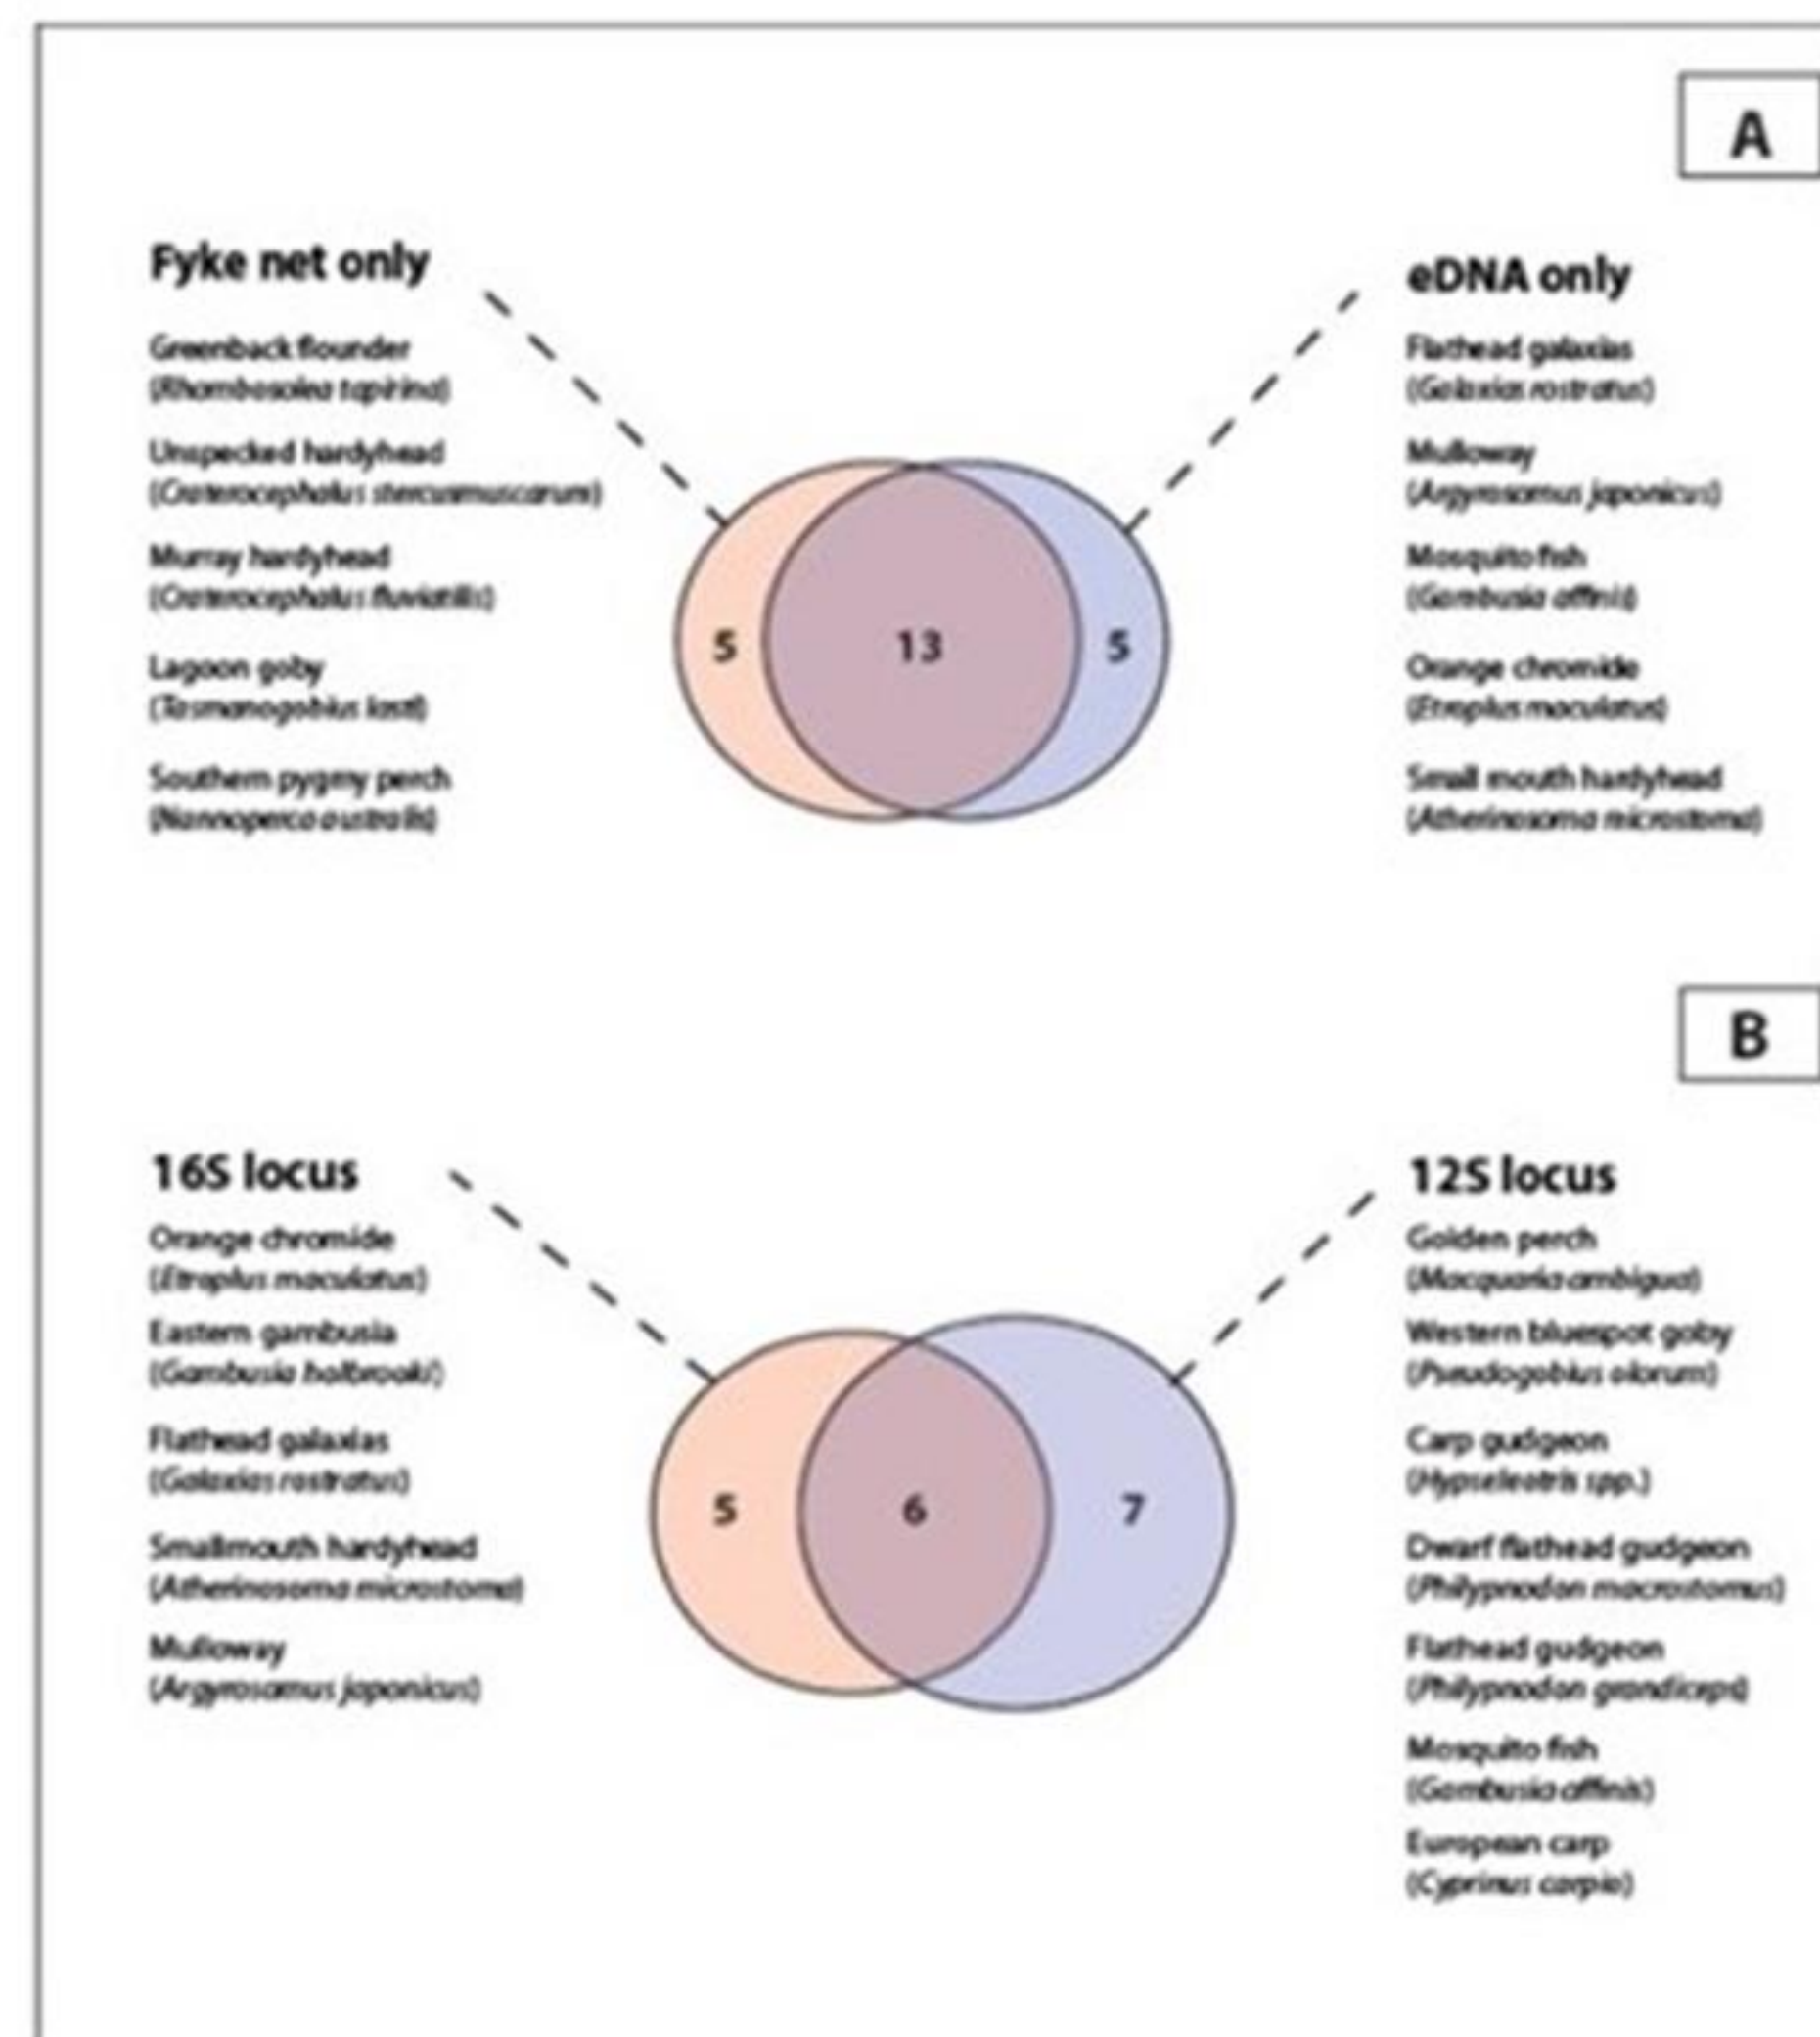 A
Fyke net only
Greenback flounder
(Rhombosolea tapirina)
Unspecked hardyhead
(Craterocephalus stercusmuscarum)
Murray hardyhead
(Craterocephalus fluviatilis)
Lagoon goby
(Tasmanogobius lasti)
Southern pygmy perch
(Nannoperca australis)
5
13
5
eDNA only
Flathead galaxias
(Galaxias rostratus)
Mulloway
(Argyrosomus japonicus)
Mosquito fish
(Gambusia affinis)
Orange chromide
(Etroplus maculatus)
Small mouth hardyhead
(Atherinosoma microstoma)
B
16S locus
Orange chromide
(Etroplus maculatus)
Eastern gambusia
(Gambusia holbrooki)
Flathead galaxias
(Galaxias rostratus)
Smallmouth hardyhead
(Atherinosoma microstoma)
Mulloway
(Argyrosomus japonicus)
5
6
7
12S locus
Golden perch
(Macquaria ambigua)
Western bluespot goby
(Pseudogobius olorum)
Carp gudgeon
(Hypseleotris spp.)
Dwarf flathead gudgeon
(Philypnodon macrostomus)
Flathead gudgeon
(Philypnodon grandiceps)
Mosquito fish
(Gambusia affinis)
European carp
(Cyprinus carpio)